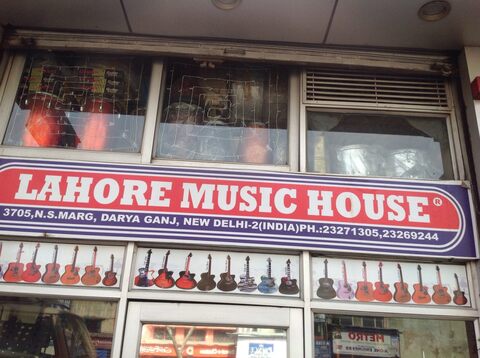 LAHORE MUSIC HOUSE®
3705,N.S.MARG, DARYA GANJ, NEW DELHI-2(INDIA)PH.:23271305,23269244
METRO